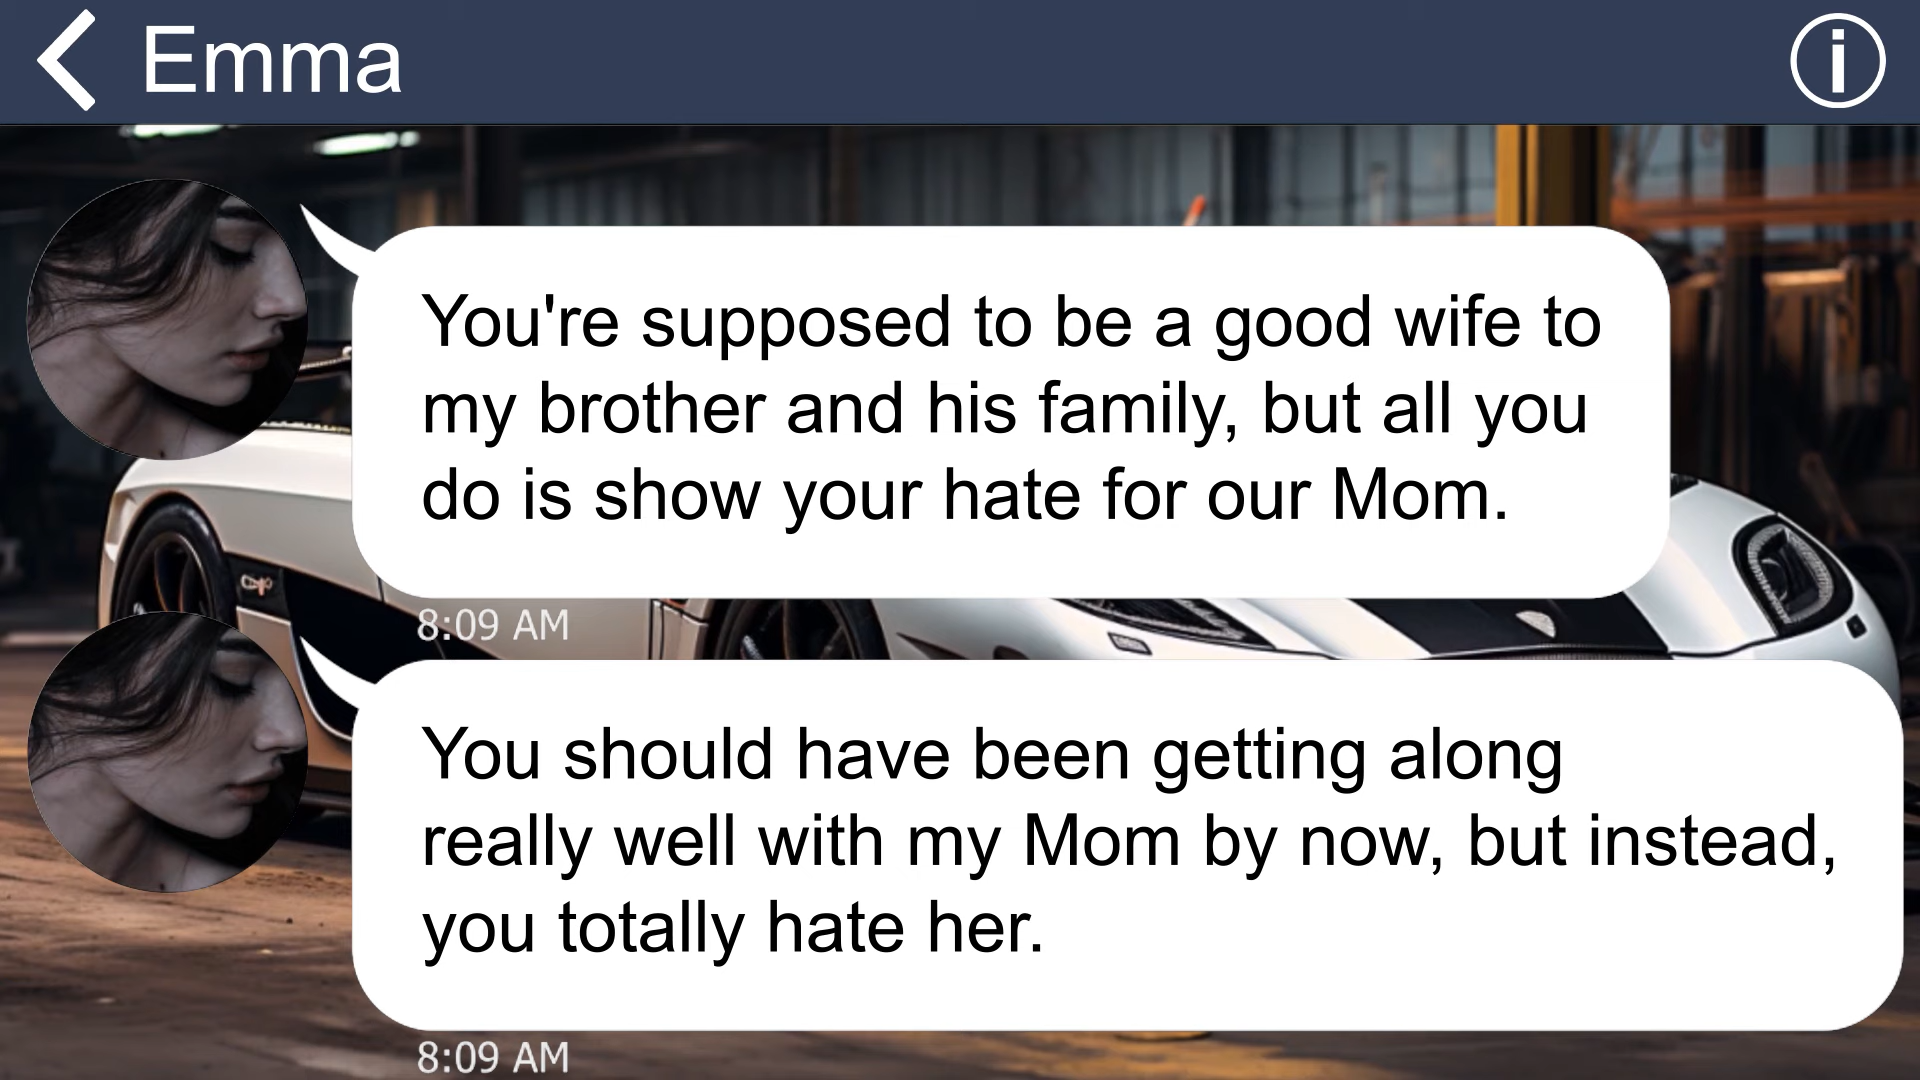 Emma
You're supposed to be a good wife to
my brother and his family, but all you
do is show your hate for our Mom.
8:09 AM
You should have been getting along
really well with my Mom by now, but instead,
you totally hate her.
8:09 AM